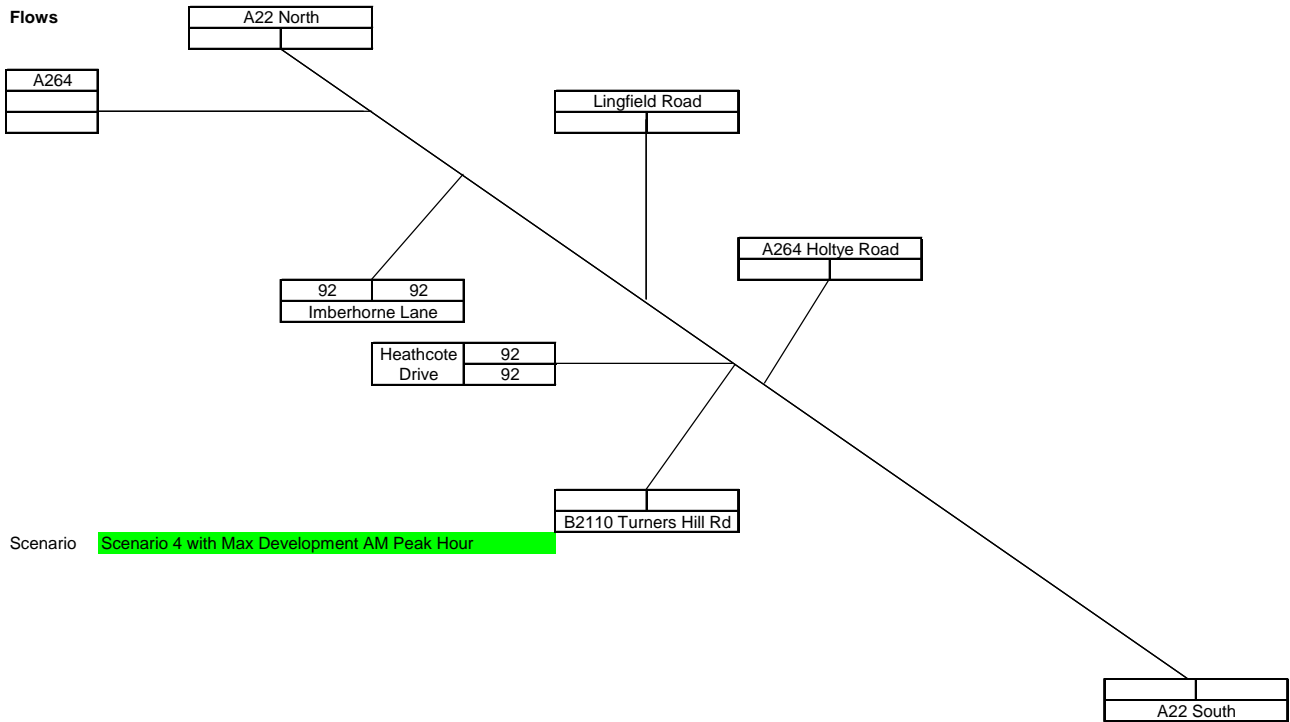 Flows
A22 North
A264
Lingfield Road
A264 Holtye Road
92 92
Imberhorne Lane
Heathcote 92
Drive 92
B2110 Turners Hill Rd
Scenario Scenario 4 with Max Development AM Peak Hour
A22 South